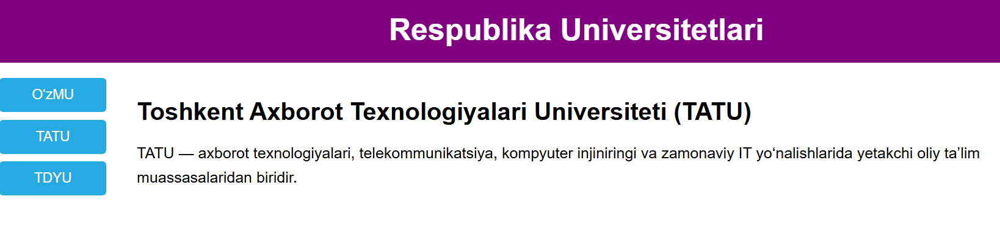 Respublika Universitetlari
O‘zMU
TATU
TDYU
Toshkent Axborot Texnologiyalari Universiteti (TATU)
TATU — axborot texnologiyalari, telekommunikatsiya, kompyuter injiniringi va zamonaviy IT yo‘nalishlarida yetakchi oliy ta’lim
muassasalaridan biridir.